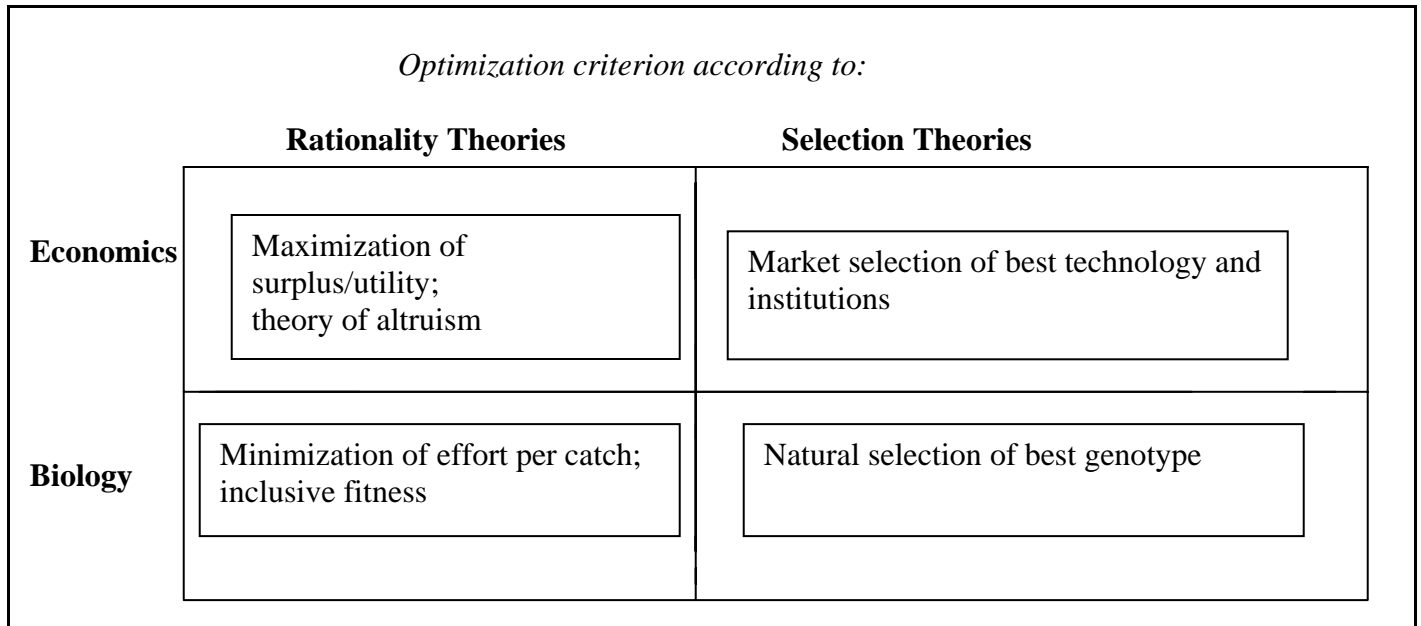 Optimization criterion according to:
Rationality Theories
Selection Theories
Economics
Maximization of
surplus/utility;
theory of altruism
Market selection of best technology and
institutions
Biology
Minimization of effort per catch;
inclusive fitness
Natural selection of best genotype